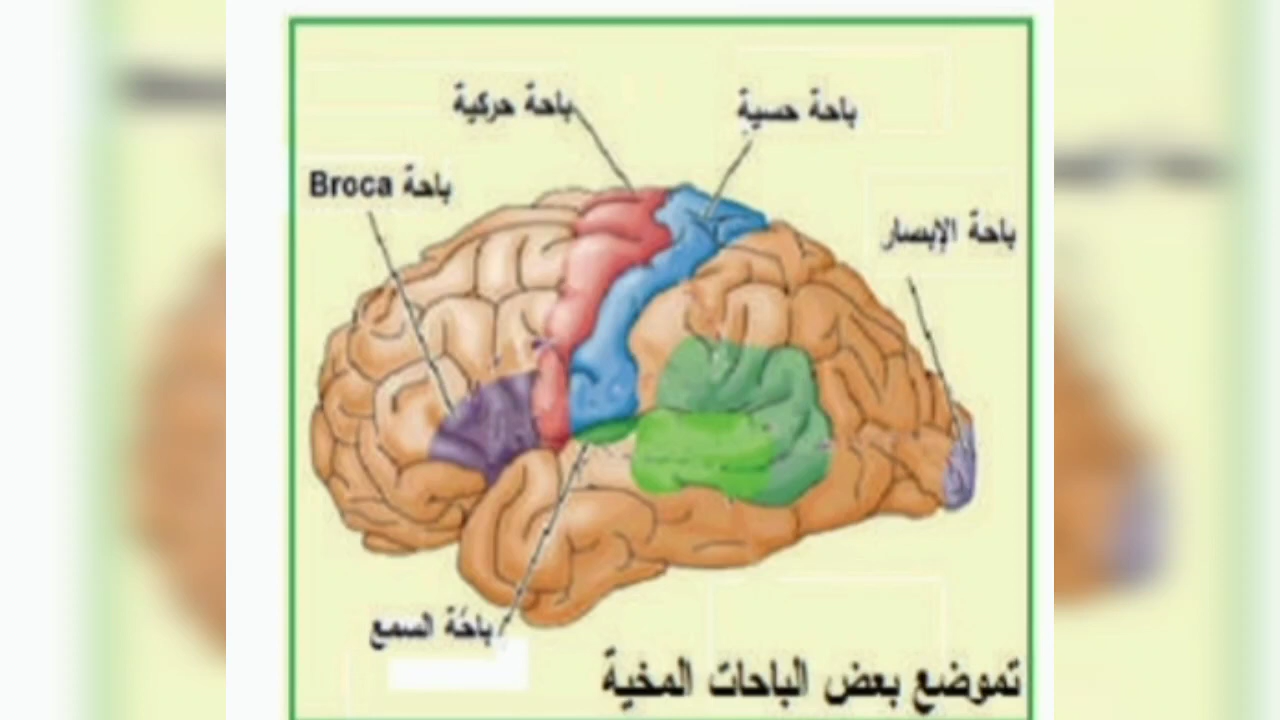 باحة حركية
باحة حسية
باحة Broca
باحة الإبصار
باحة السمع
تموضع بعض الباحات المخية